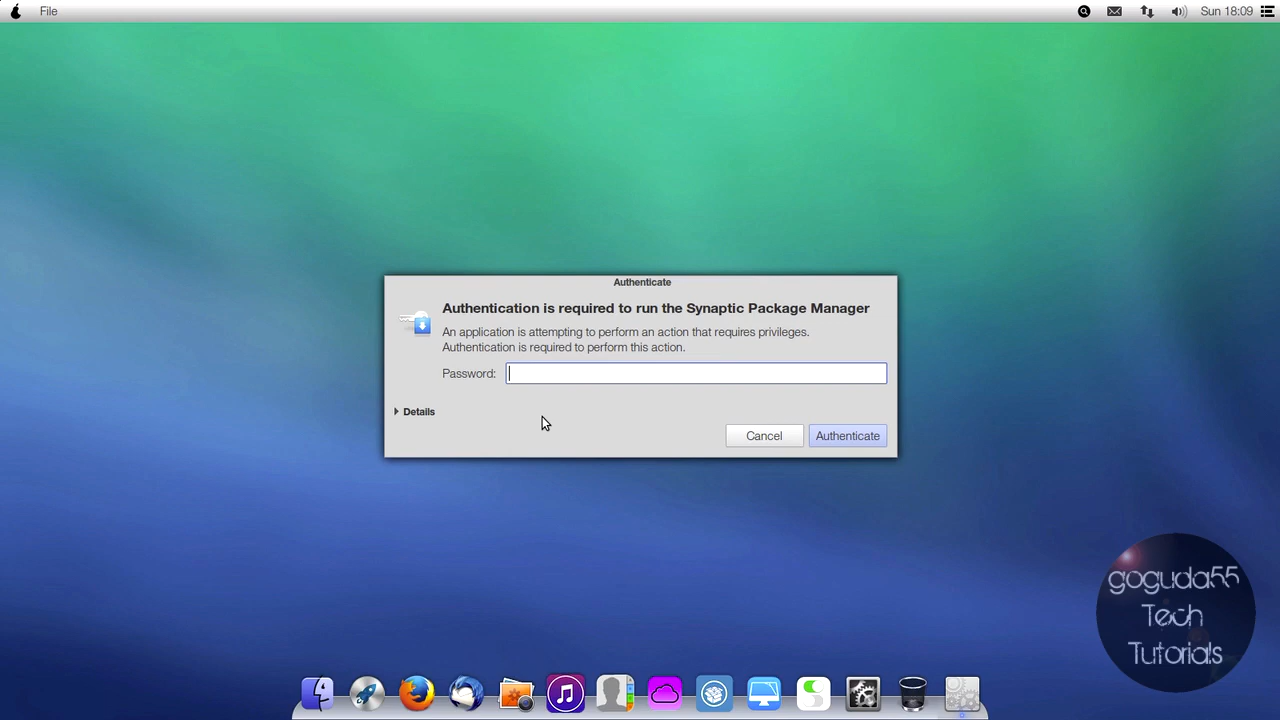 File
Sun 18:09
Authenticate
Authentication is required to run the Synaptic Package Manager
An application is attempting to perform an action that requires privileges.
Authentication is required to perform this action.
Password:
Details
Cancel
Authenticate
goguda55
Tech
Tutorials